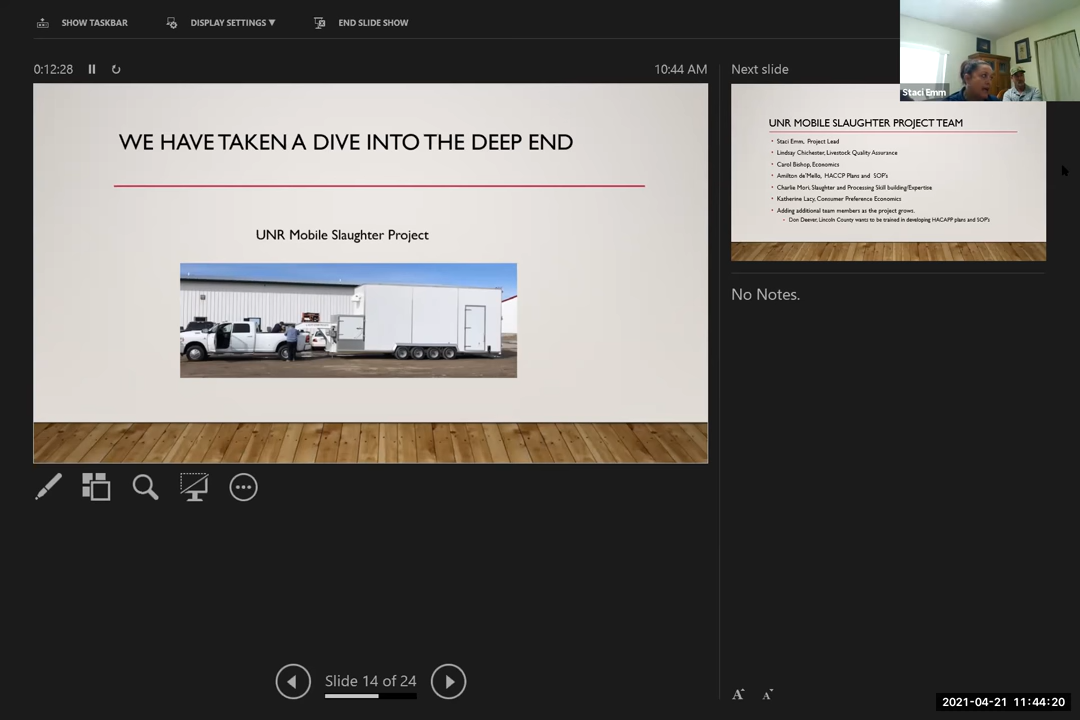 SHOW TASKBAR
DISPLAY SETTINGS ▼
END SLIDE SHOW
0:12:28
10:44 AM
Next slide
Staci Emm
WE HAVE TAKEN A DIVE INTO THE DEEP END
UNR Mobile Slaughter Project
UNR MOBILE SLAUGHTER PROJECT TEAM
• Staci Emm, Project Lead
• Lindsay Chichester, Livestock Quality Assurance
• Carol Bishop, Economics
• Amilton de'Mello, HACCP Plans and SOP's
• Charlie Mori, Slaughter and Processing Skill building/Expertise
• Katherine Lacy, Consumer Preference Economics
• Adding additional team members as the project grows.
• Don Deever, Lincoln County wants to be trained in developing HACAPP plans and SOP's
No Notes.
Slide 14 of 24
A A
2021-04-21 11:44:20